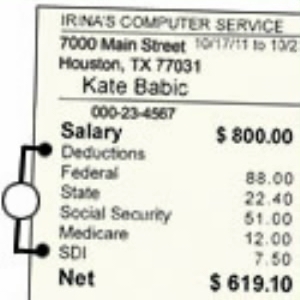 IRINA'S COMPUTER SERVICE
7000 Main Street 10/17/11 to 10/2
Houston, TX 77031
Kate Babic
000-23-4567
Salary $ 800.00
Deductions
Federal 88.00
State 22.40
Social Security 51.00
Medicare 12.00
SDI 7.50
Net $ 619.10